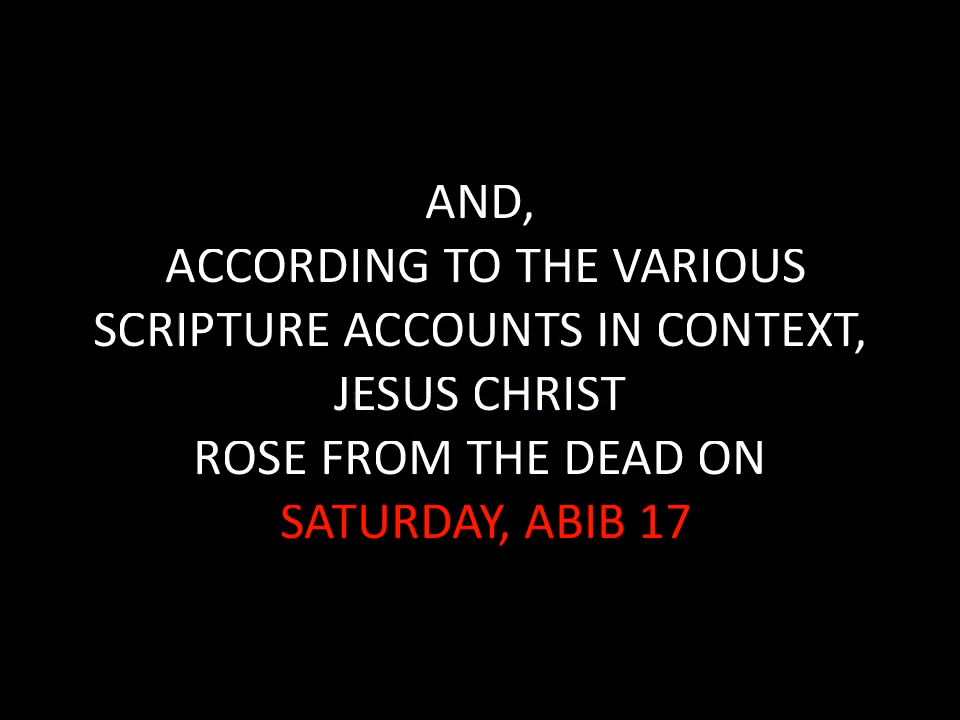 AND,
ACCORDING TO THE VARIOUS
SCRIPTURE ACCOUNTS IN CONTEXT,
JESUS CHRIST
ROSE FROM THE DEAD ON
SATURDAY, ABIB 17